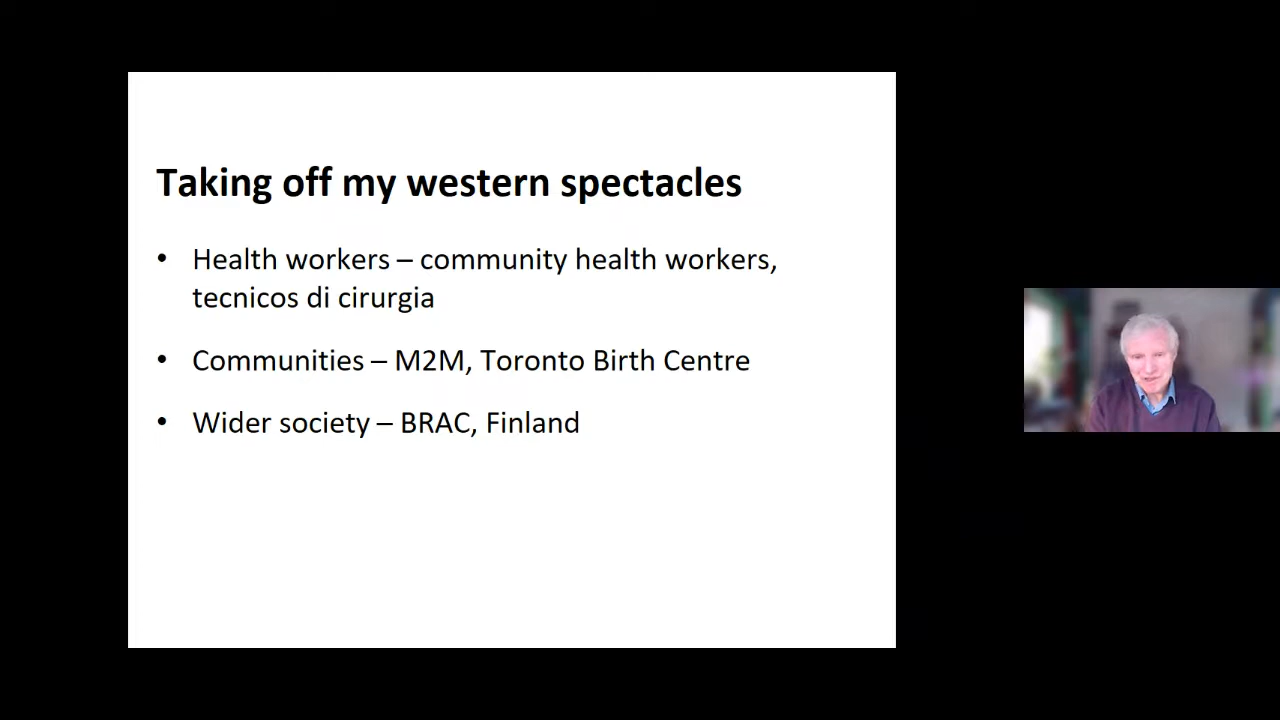 Taking off my western spectacles
• Health workers – community health workers,
tecnicos di cirurgia
• Communities – M2M, Toronto Birth Centre
• Wider society – BRAC, Finland